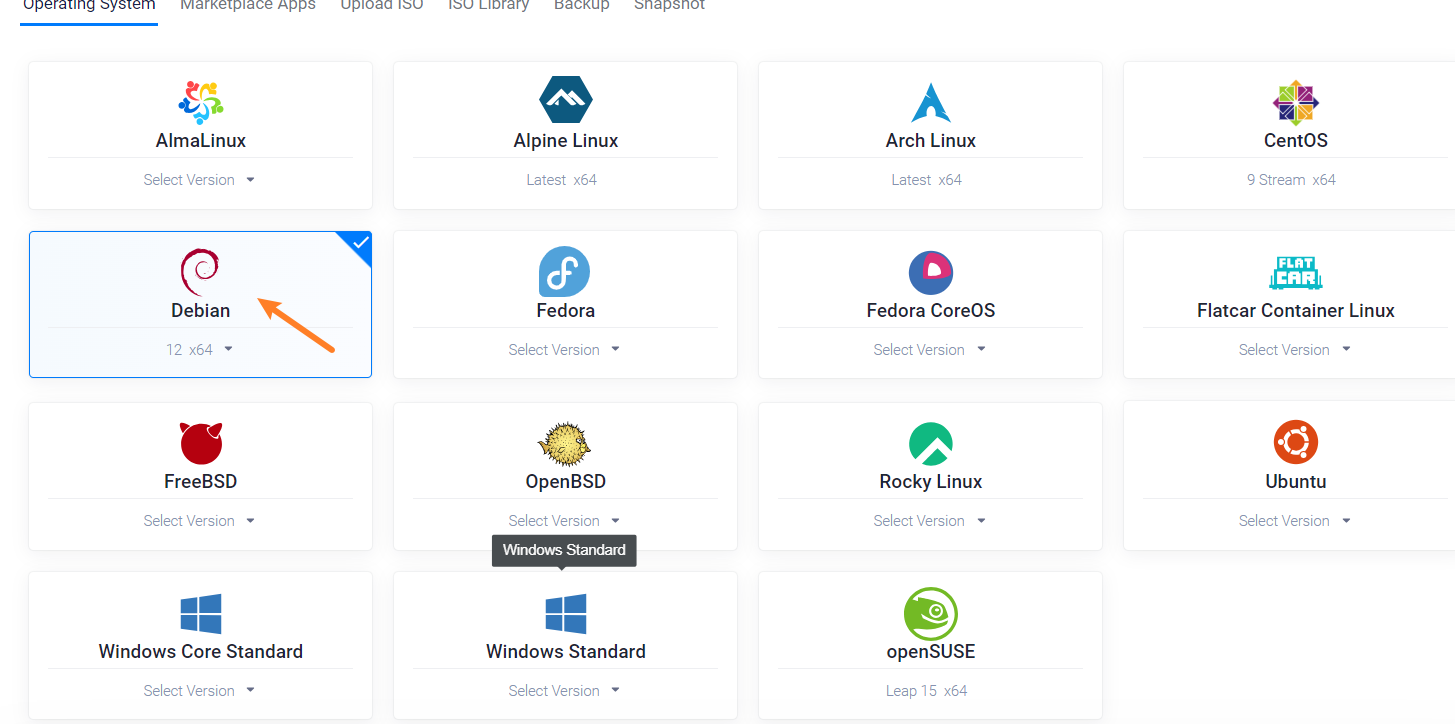 Operating System Marketplace Apps Upload ISO ISO Library Backup Snapshot
AlmaLinux Alpine Linux Arch Linux CentOS
Select Version Latest x64 Latest x64 9 Stream x64
FLAT
CAR
Debian Fedora Fedora CoreOS Flatcar Container Linux
12 x64 Select Version Select Version Select Version
FreeBSD OpenBSD Rocky Linux Ubuntu
Select Version Select Version Select Version Select Version
Windows Standard
Windows Core Standard Windows Standard openSUSE
Select Version Select Version Leap 15 x64